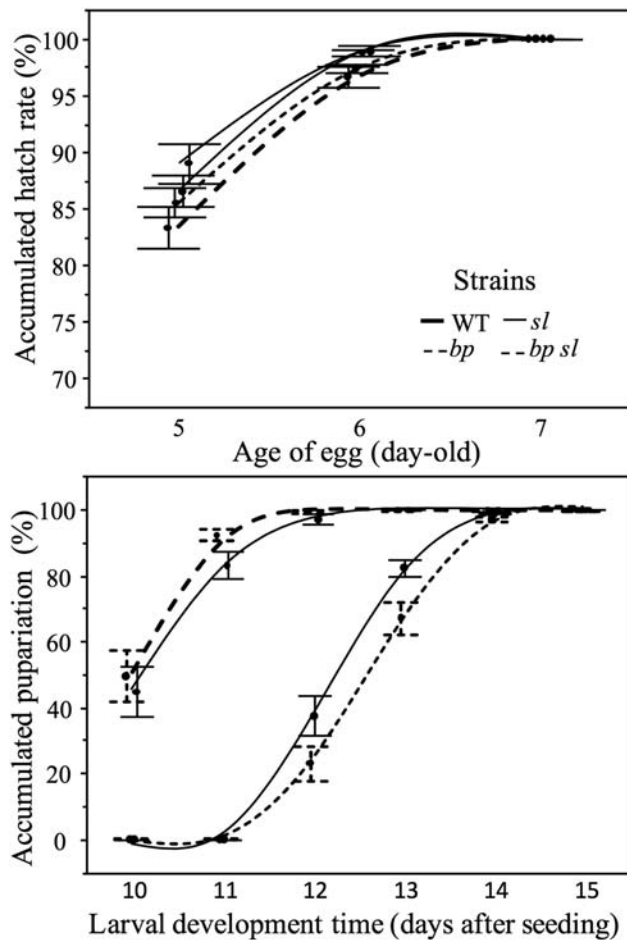 100
95
90
85
80
75
70
Accumulated hatch rate (%)
Strains
WT sl
bp bp sl
5 6 7
Age of egg (day-old)
100
80
60
40
20
0
Accumulated pupariation (%)
10 11 12 13 14 15
Larval development time (days after seeding)